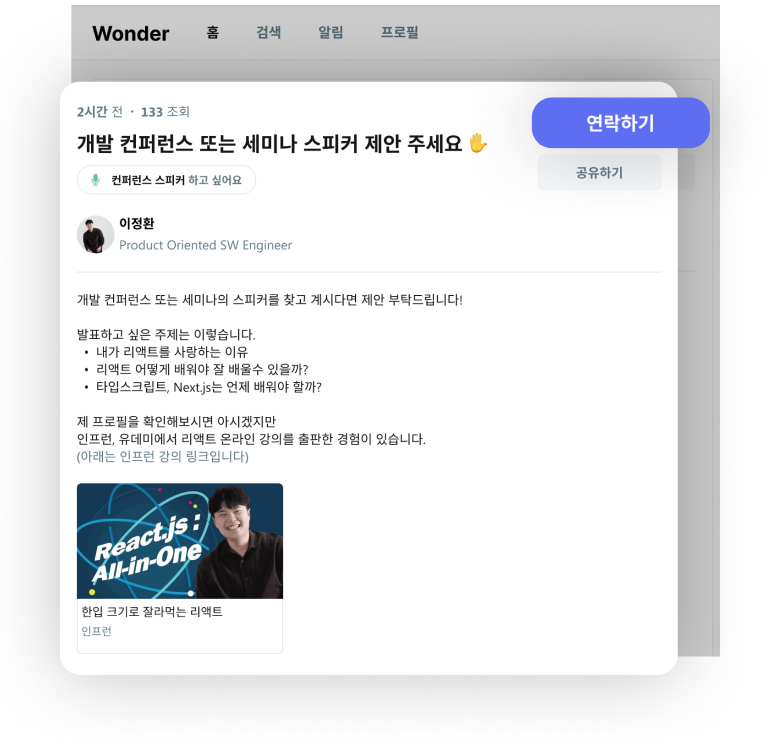 Wonder 홈 검색 알림 프로필
2시간 전 · 133 조회
연락하기
개발 컨퍼런스 또는 세미나 스피커 제안 주세요 🖐
컨퍼런스 스피커 하고 싶어요
공유하기
이정환
Product Oriented SW Engineer
개발 컨퍼런스 또는 세미나의 스피커를 찾고 계시다면 제안 부탁드립니다!
발표하고 싶은 주제는 이렇습니다.
• 내가 리액트를 사랑하는 이유
• 리액트 어떻게 배워야 잘 배울수 있을까?
• 타입스크립트, Next.js는 언제 배워야 할까?
제 프로필을 확인해보시면 아시겠지만
인프런, 유데미에서 리액트 온라인 강의를 출판한 경험이 있습니다.
(아래는 인프런 강의 링크입니다)
React.js :
All-in-One
한입 크기로 잘라먹는 리액트
인프런